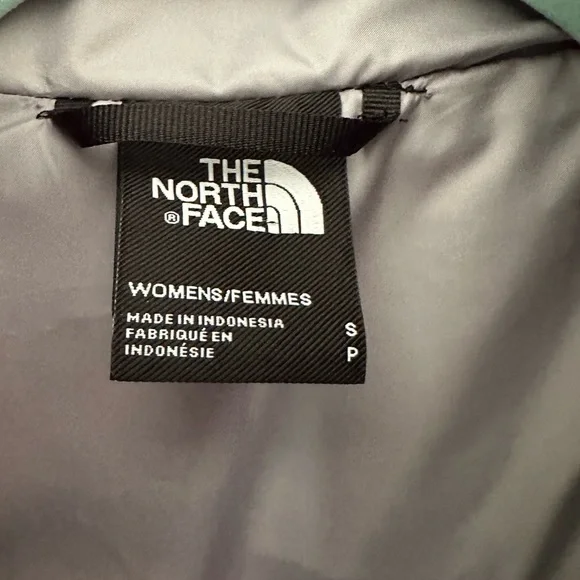 THE
NORTH
® FACE
WOMENS/FEMMES
MADE IN INDONESIA
FABRIQUÉ EN
INDONÉSIE
S
P